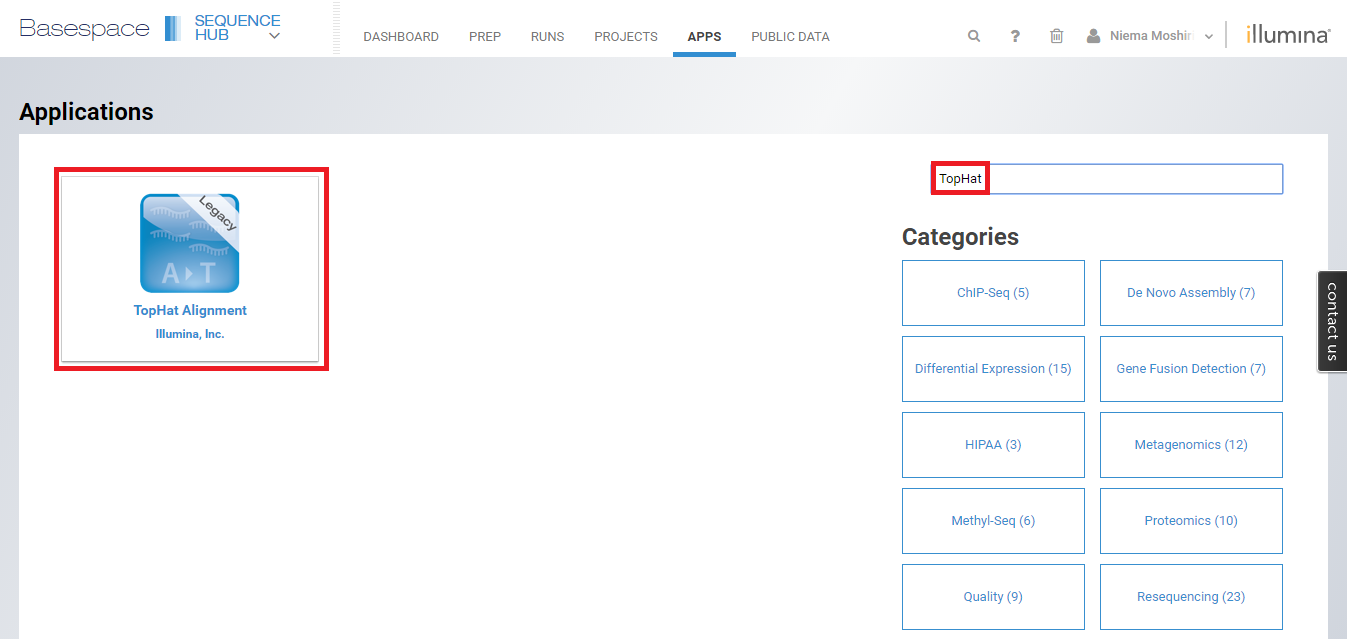 Basespace SEQUENCE HUB
DASHBOARD PREP RUNS PROJECTS APPS PUBLIC DATA
? Niema Moshiri illumina®
Applications
TopHat
Legacy
A T
TopHat Alignment
Illumina, Inc.
Categories
ChIP-Seq (5) De Novo Assembly (7)
Differential Expression (15) Gene Fusion Detection (7)
HIPAA (3) Metagenomics (12)
Methyl-Seq (6) Proteomics (10)
Quality (9) Resequencing (23)
contact us